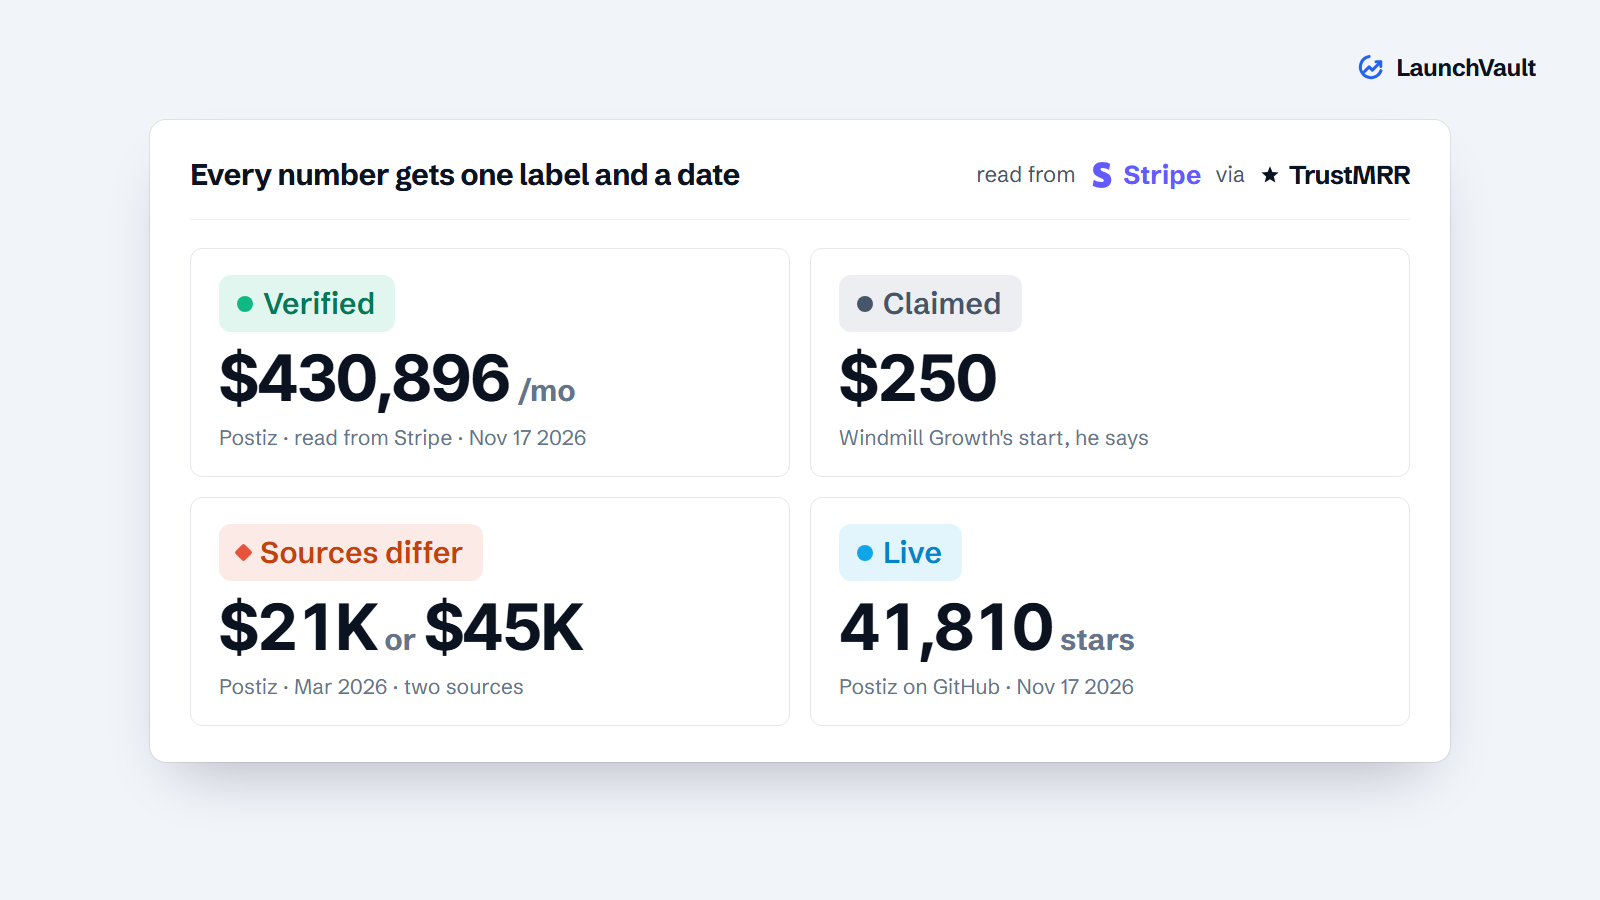 LaunchVault
Every number gets one label and a date
read from Stripe via TrustMRR
Verified
$430,896 /mo
Postiz · read from Stripe · Nov 17 2026
Claimed
$250
Windmill Growth's start, he says
Sources differ
$21K or $45K
Postiz · Mar 2026 · two sources
Live
41,810 stars
Postiz on GitHub · Nov 17 2026